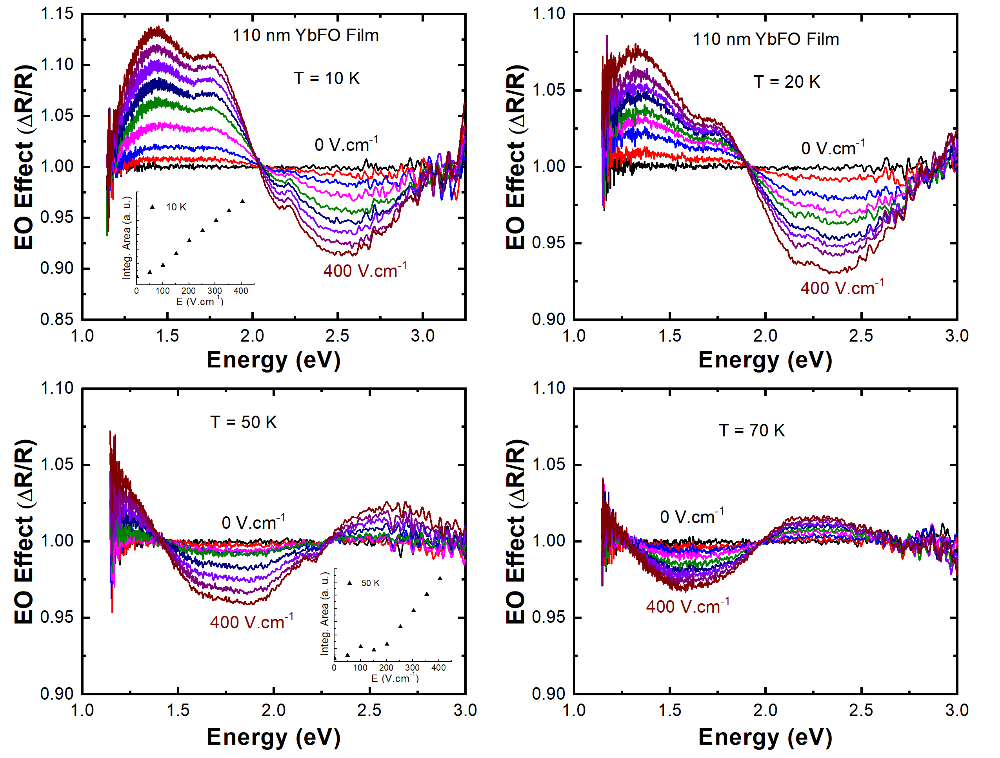 1.15
1.10
1.05
1.00
0.95
0.90
0.85
EO Effect (ΔR/R)
110 nm YbFO Film
T = 10 K
0 V.cm⁻¹
400 V.cm⁻¹
Integ. Area (a. u.)
10 K
0 100 200 300 400
E (V.cm⁻¹)
1.0 1.5 2.0 2.5 3.0
Energy (eV)
1.10
1.05
1.00
0.95
0.90
EO Effect (ΔR/R)
110 nm YbFO Film
T = 20 K
0 V.cm⁻¹
400 V.cm⁻¹
1.0 1.5 2.0 2.5 3.0
Energy (eV)
1.10
1.05
1.00
0.95
0.90
EO Effect (ΔR/R)
T = 50 K
0 V.cm⁻¹
400 V.cm⁻¹
Integ. Area (a. u.)
50 K
0 100 200 300 400
E (V.cm⁻¹)
1.0 1.5 2.0 2.5 3.0
Energy (eV)
1.10
1.05
1.00
0.95
0.90
EO Effect (ΔR/R)
T = 70 K
0 V.cm⁻¹
400 V.cm⁻¹
1.0 1.5 2.0 2.5 3.0
Energy (eV)